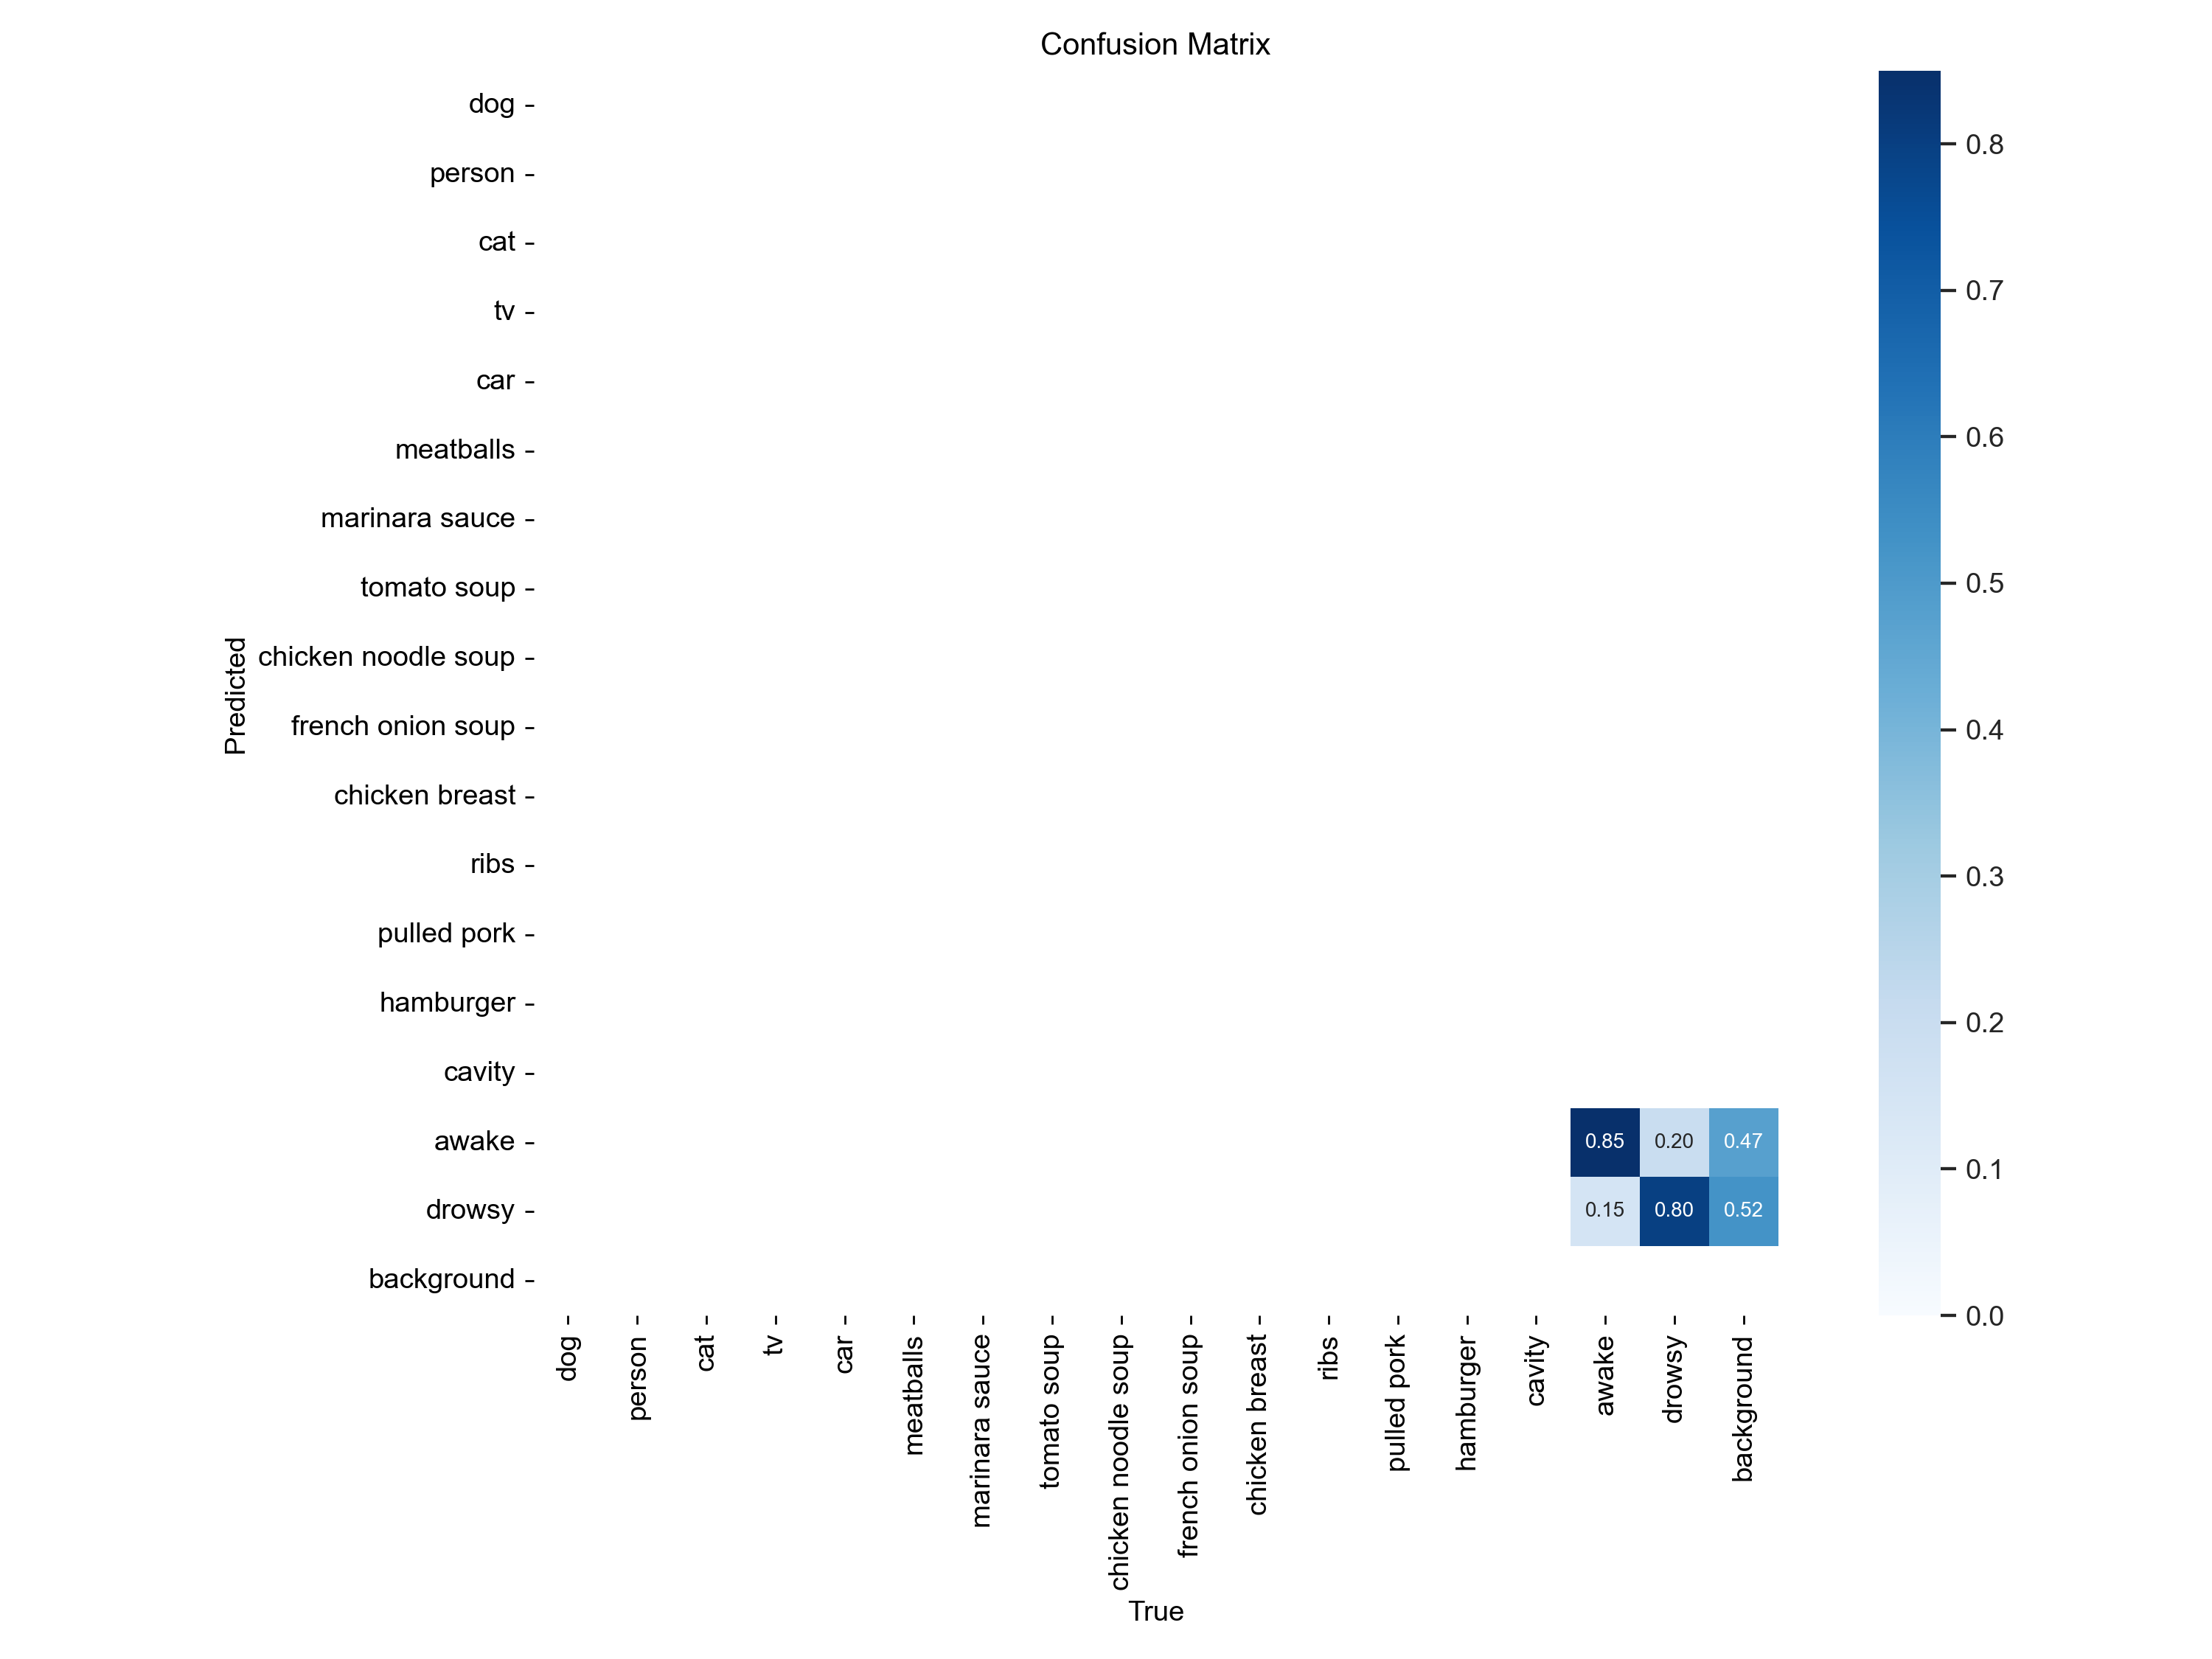 Confusion Matrix
dog
person
cat
tv
car
meatballs
marinara sauce
tomato soup
chicken noodle soup
french onion soup
chicken breast
ribs
pulled pork
hamburger
cavity
awake
drowsy
background
Predicted
0.85 0.20 0.47
0.15 0.80 0.52
dog
person
cat
tv
car
meatballs
marinara sauce
tomato soup
chicken noodle soup
french onion soup
chicken breast
ribs
pulled pork
hamburger
cavity
awake
drowsy
background
True
0.8
0.7
0.6
0.5
0.4
0.3
0.2
0.1
0.0